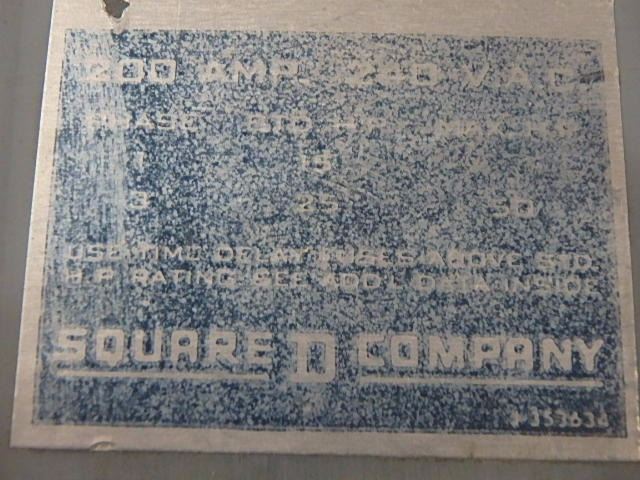 200 AMP. 240 V.A.C.
PHASE STD. H.P. MAX. H.P.
1 15
3 25 50
USE TIME DELAY FUSES ABOVE STD.
H.P. RATING SEE ADD'L DATA INSIDE
SQUARE D COMPANY